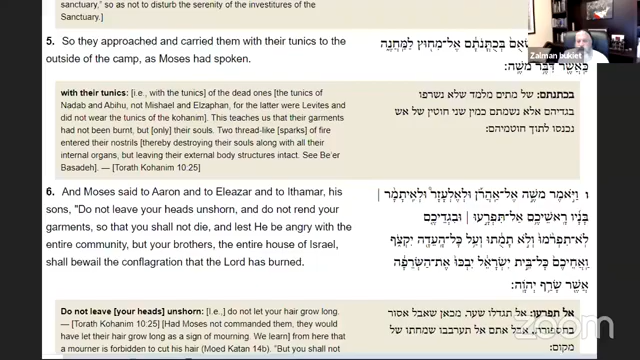 sanctuary," so as not to disturb the serenity of the investitures of the
Sanctuary.]
5. So they approached and carried them with their tunics to the
outside of the camp, as Moses had spoken.
אֶל־מִח֖וּץ לַֽמַּחֲנֶ֑ה
כַּֽאֲשֶׁ֖ר דִּבֶּ֥ר משֶֽׁה:
with their tunics: [i.e., with the tunics] of the dead ones [the tunics of
Nadab and Abihu, not Mishael and Elzaphan, for the latter were Levites and
did not wear the tunics of the kohanim]. This teaches us that their garments
had not been burnt, but [only] their souls. Two thread-like [sparks] of fire
entered their nostrils [thereby destroying their souls along with all their
internal organs, but leaving their external body structures intact. See Be'er
Basadeh]. — [Torath Kohanim 10:25]
בכתנתם: של מתים מלמד שלא נשרפו
בגדיהם אלא נשמתם כמין שני חוטין של אש
נכנסו לתוך חוטמיהם:
6. And Moses said to Aaron and to Eleazar and to Ithamar, his
sons, "Do not leave your heads unshorn, and do not rend your
garments, so that you shall not die, and lest He be angry with the
entire community, but your brothers, the entire house of Israel,
shall bewail the conflagration that the Lord has burned.
ו וַיֹּ֣אמֶר משֶׁ֣ה אֶל־אַֽהֲרֹ֡ן וּלְאֶלְעָזָר֩ וּלְאִֽיתָמָ֨ר |
בָּנָ֜יו רָֽאשֵׁיכֶ֥ם אַל־תִּפְרָ֣עוּ | וּבִגְדֵיכֶ֤ם
לֹֽא־תִפְרֹ֨מוּ֙ וְלֹ֣א תָמֻ֔תוּ וְעַ֥ל כָּל־הָֽעֵדָ֖ה יִקְצֹ֑ף
וַֽאֲחֵיכֶם֙ כָּל־בֵּ֣ית יִשְׂרָאֵ֔ל יִבְכּוּ֙ אֶת־הַשְּׂרֵפָ֔ה
אֲשֶׁ֖ר שָׂרַ֥ף יְהֹוָֽה:
Do not leave [your heads] unshorn: [I.e.,] do not let your hair grow long.
— [Torath Kohanim 10:25] [Had Moses not commanded them, they would
have let their hair grow long as a sign of mourning. We learn] from here that
a mourner is forbidden to cut his hair (Moed Katan 14b). "But you shall not
אל תפרעו: אל תגדלו שער, מכאן שאבל אסור
בתספורת, אבל אתם אל תערבבו שמחתו של
מקום:
Zalman bukiet
zoom